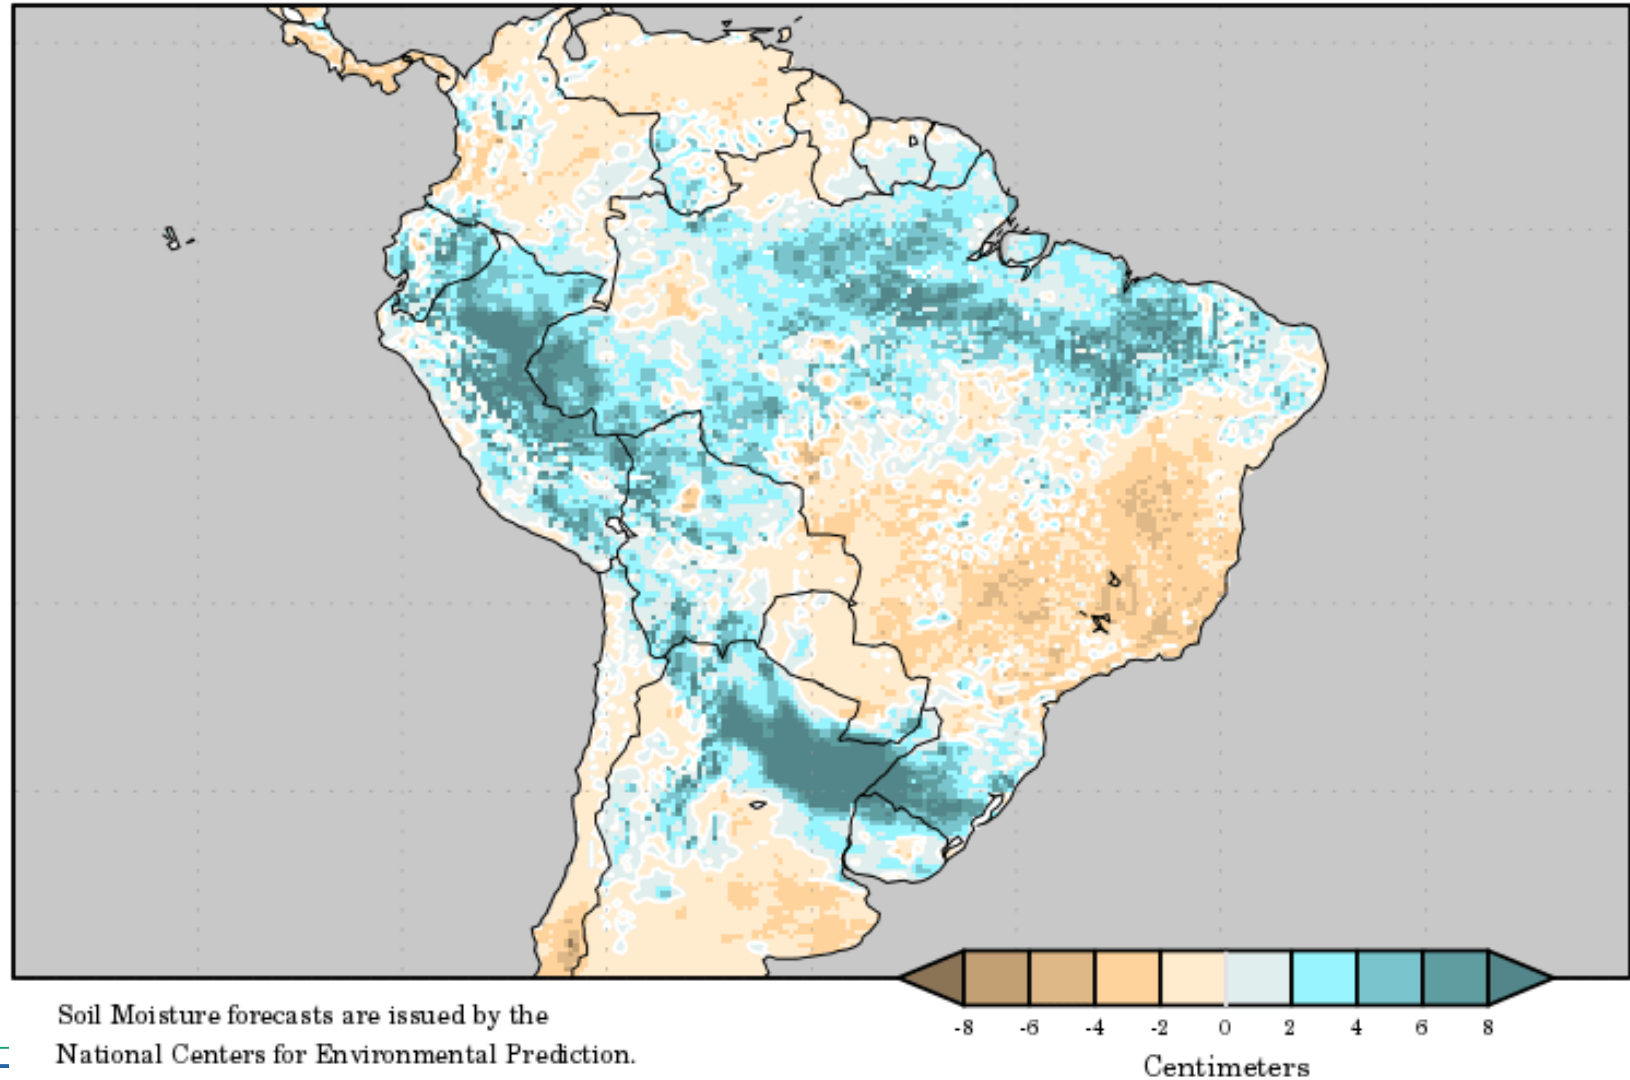 -8 -6 -4 -2 0 2 4 6 8
Centimeters
Soil Moisture forecasts are issued by the
National Centers for Environmental Prediction.